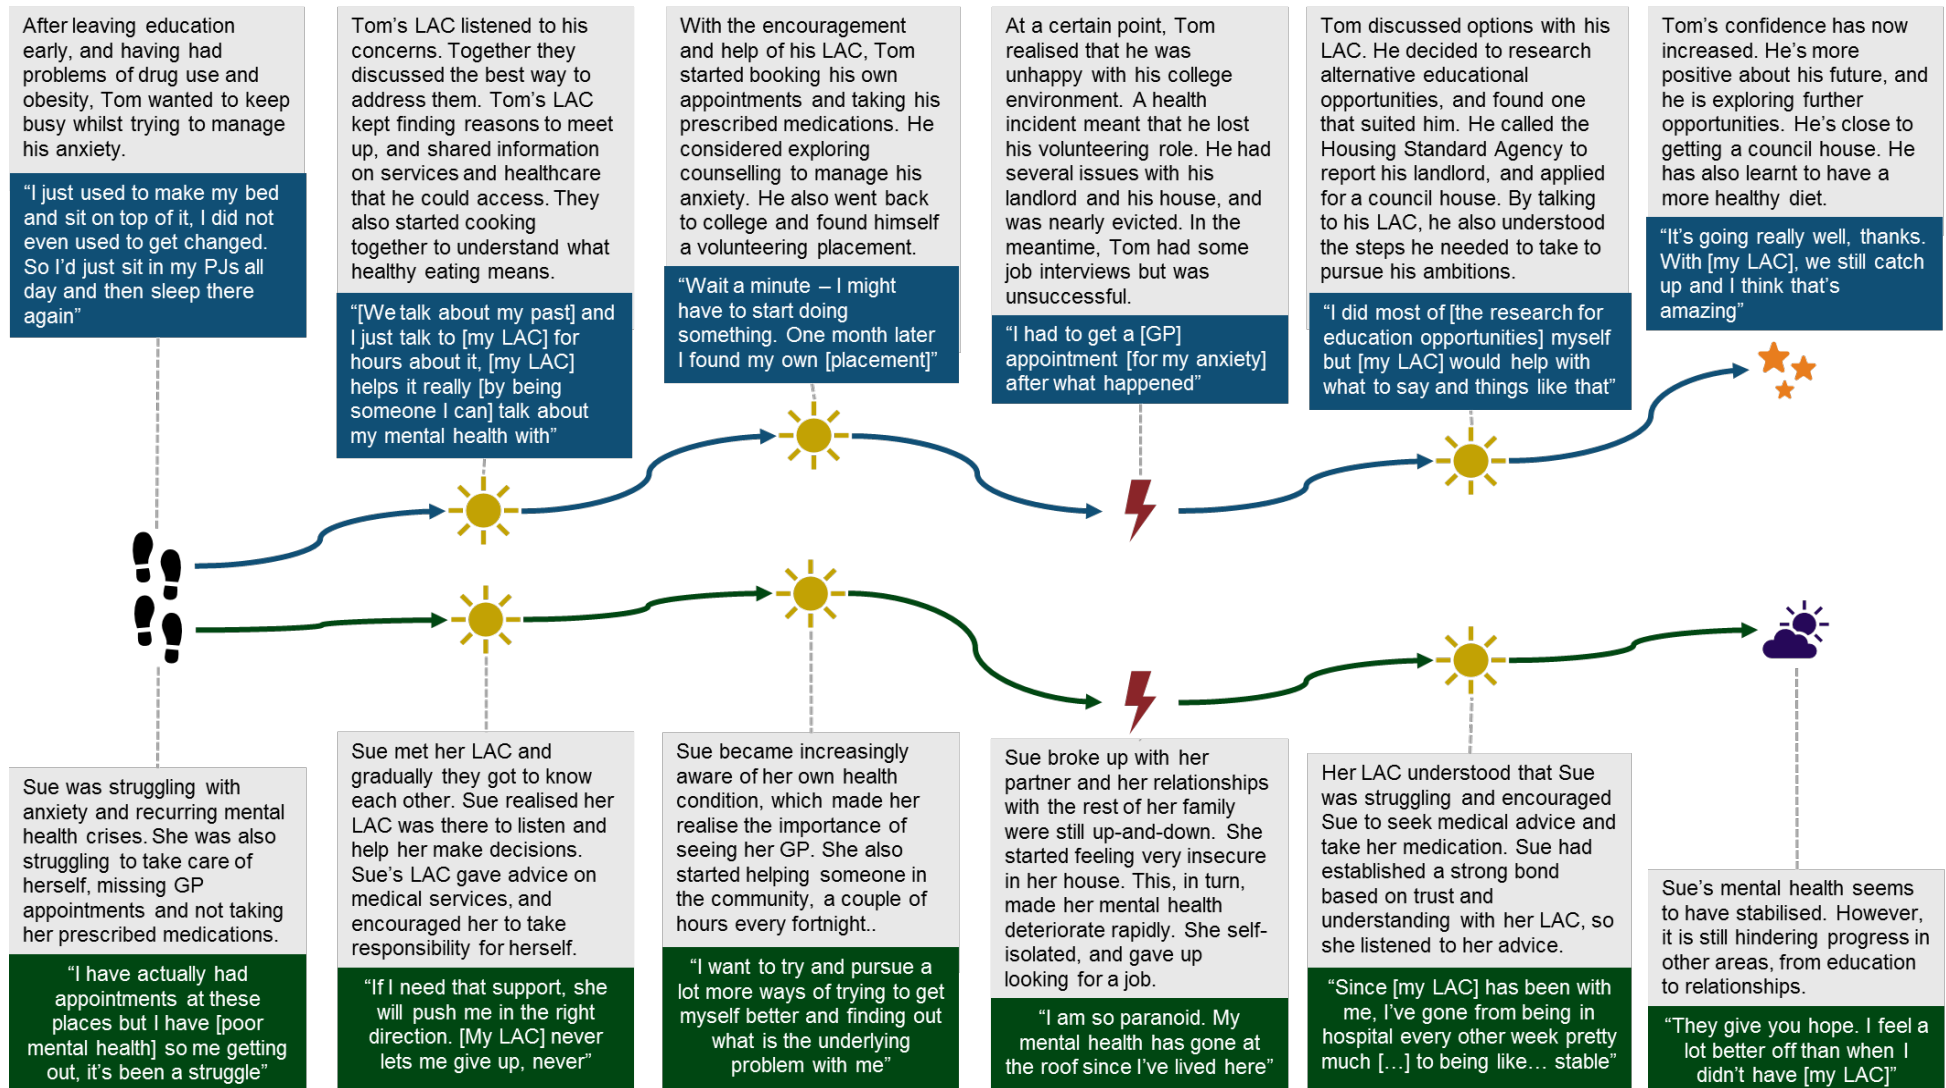 After leaving education
early, and having had
problems of drug use and
obesity, Tom wanted to keep
busy whilst trying to manage
his anxiety.
“I just used to make my bed
and sit on top of it, I did not
even used to get changed.
So I’d just sit in my PJs all
day and then sleep there
again”
Tom’s LAC listened to his
concerns. Together they
discussed the best way to
address them. Tom’s LAC
kept finding reasons to meet
up, and shared information
on services and healthcare
that he could access. They
also started cooking
together to understand what
healthy eating means.
“[We talk about my past] and
I just talk to [my LAC] for
hours about it, [my LAC]
helps it really [by being
someone I can] talk about
my mental health with”
With the encouragement
and help of his LAC, Tom
started booking his own
appointments and taking his
prescribed medications. He
considered exploring
counselling to manage his
anxiety. He also went back
to college and found himself
a volunteering placement.
“Wait a minute – I might
have to start doing
something. One month later
I found my own [placement]”
At a certain point, Tom
realised that he was
unhappy with his college
environment. A health
incident meant that he lost
his volunteering role. He had
several issues with his
landlord and his house, and
was nearly evicted. In the
meantime, Tom had some
job interviews but was
unsuccessful.
“I had to get a [GP]
appointment [for my anxiety]
after what happened”
Tom discussed options with his
LAC. He decided to research
alternative educational
opportunities, and found one
that suited him. He called the
Housing Standard Agency to
report his landlord, and applied
for a council house. By talking
to his LAC, he also understood
the steps he needed to take to
pursue his ambitions.
“I did most of [the research for
education opportunities] myself
but [my LAC] would help with
what to say and things like that”
Tom’s confidence has now
increased. He’s more
positive about his future, and
he is exploring further
opportunities. He’s close to
getting a council house. He
has also learnt to have a
more healthy diet.
“It’s going really well, thanks.
With [my LAC], we still catch
up and I think that’s
amazing”
Sue was struggling with
anxiety and recurring mental
health crises. She was also
struggling to take care of
herself, missing GP
appointments and not taking
her prescribed medications.
“I have actually had
appointments at these
places but I have [poor
mental health] so me getting
out, it’s been a struggle”
Sue met her LAC and
gradually they got to know
each other. Sue realised her
LAC was there to listen and
help her make decisions.
Sue’s LAC gave advice on
medical services, and
encouraged her to take
responsibility for herself.
“If I need that support, she
will push me in the right
direction. [My LAC] never
lets me give up, never”
Sue became increasingly
aware of her own health
condition, which made her
realise the importance of
seeing her GP. She also
started helping someone in
the community, a couple of
hours every fortnight..
“I want to try and pursue a
lot more ways of trying to get
myself better and finding out
what is the underlying
problem with me”
Sue broke up with her
partner and her relationships
with the rest of her family
were still up-and-down. She
started feeling very insecure
in her house. This, in turn,
made her mental health
deteriorate rapidly. She self-
isolated, and gave up
looking for a job.
“I am so paranoid. My
mental health has gone at
the roof since I’ve lived here”
Her LAC understood that Sue
was struggling and encouraged
Sue to seek medical advice and
take her medication. Sue had
established a strong bond
based on trust and
understanding with her LAC, so
she listened to her advice.
“Since [my LAC] has been with
me, I’ve gone from being in
hospital every other week pretty
much […] to being like… stable”
Sue’s mental health seems
to have stabilised. However,
it is still hindering progress in
other areas, from education
to relationships.
“They give you hope. I feel a
lot better off than when I
didn’t have [my LAC]”